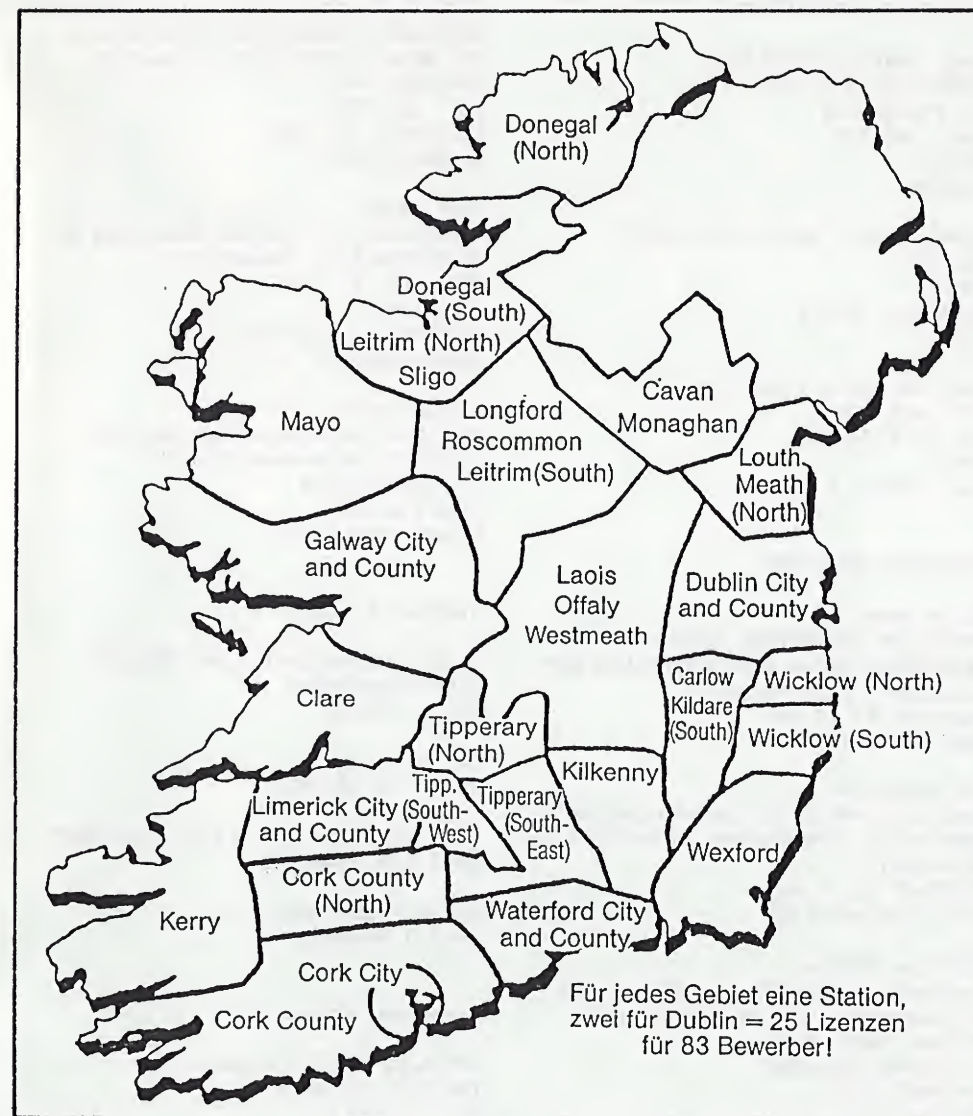 Donegal
(North)
Donegal
(South)
Leitrim (North)
Sligo
Mayo
Longford
Roscommon
Leitrim(South)
Cavan
Monaghan
Louth
Meath
(North)
Galway City
and County
Laois
Offaly
Westmeath
Dublin City
and County
Clare
Carlow
Kildare
(South)
Wicklow (North)
Wicklow (South)
Tipperary
(North)
Kilkenny
Limerick City
and County
Tipp.
(South-
West)
Tipperary
(South-
East)
Wexford
Cork County
(North)
Kerry
Waterford City
and County
Cork City
Cork County
Für jedes Gebiet eine Station,
zwei für Dublin = 25 Lizenzen
für 83 Bewerber!